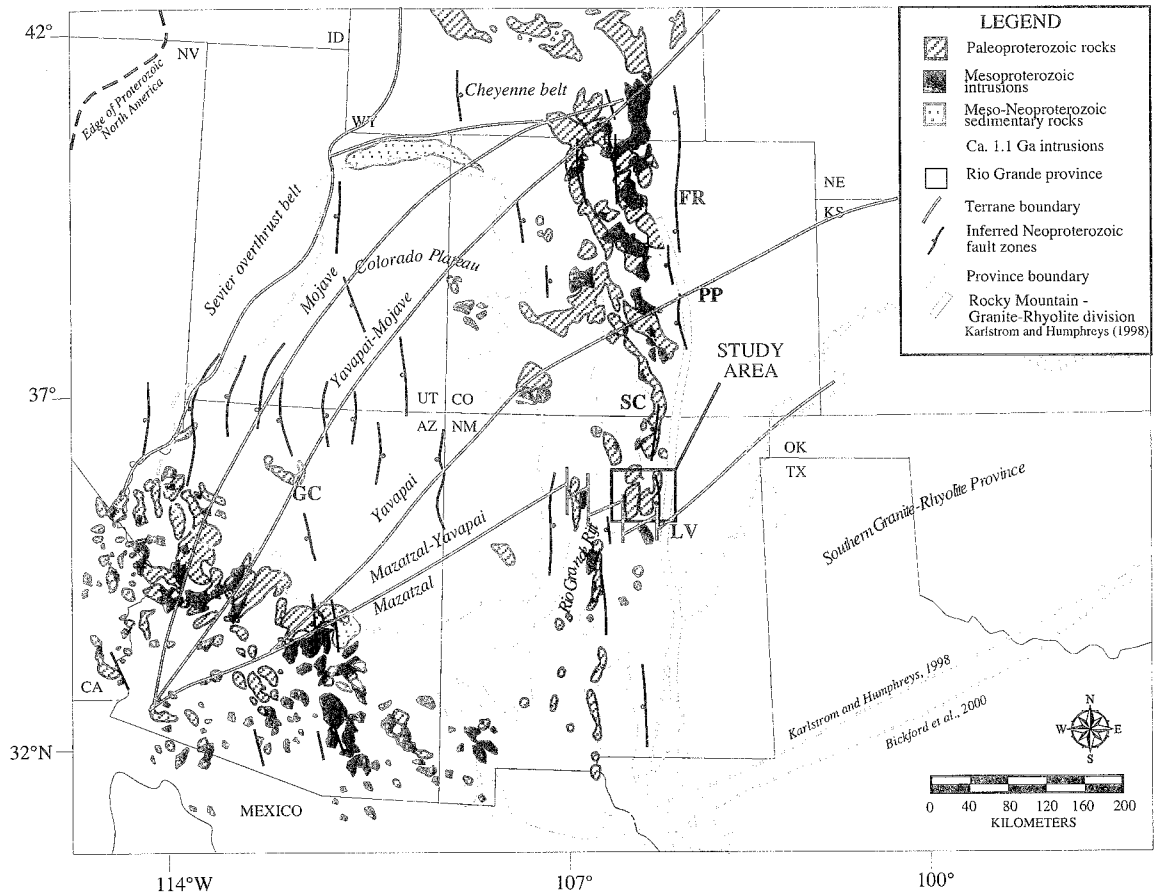 42°
37°
32°N
114°W
107°
100°
NV
ID
WY
NE
KS
UT
CO
AZ
NM
OK
TX
CA
MEXICO
Edge of Proterozoic
North America
Cheyenne belt
Sevier overthrust belt
Mojave
Colorado Plateau
Yavapai-Mojave
Yavapai
Mazatzal-Yavapai
Mazatzal
Rio Grande Rift
FR
PP
SC
GC
LV
STUDY
AREA
Southern Granite-Rhyolite Province
Karlstrom and Humphreys, 1998
Bickford et al., 2000
LEGEND
Paleoproterozoic rocks
Mesoproterozoic
intrusions
Meso-Neoproterozoic
sedimentary rocks
Ca. 1.1 Ga intrusions
Rio Grande province
Terrane boundary
Inferred Neoproterozoic
fault zones
Province boundary
Rocky Mountain -
Granite-Rhyolite division
Karlstrom and Humphreys (1998)
N
W
E
S
0 40 80 120 160 200
KILOMETERS